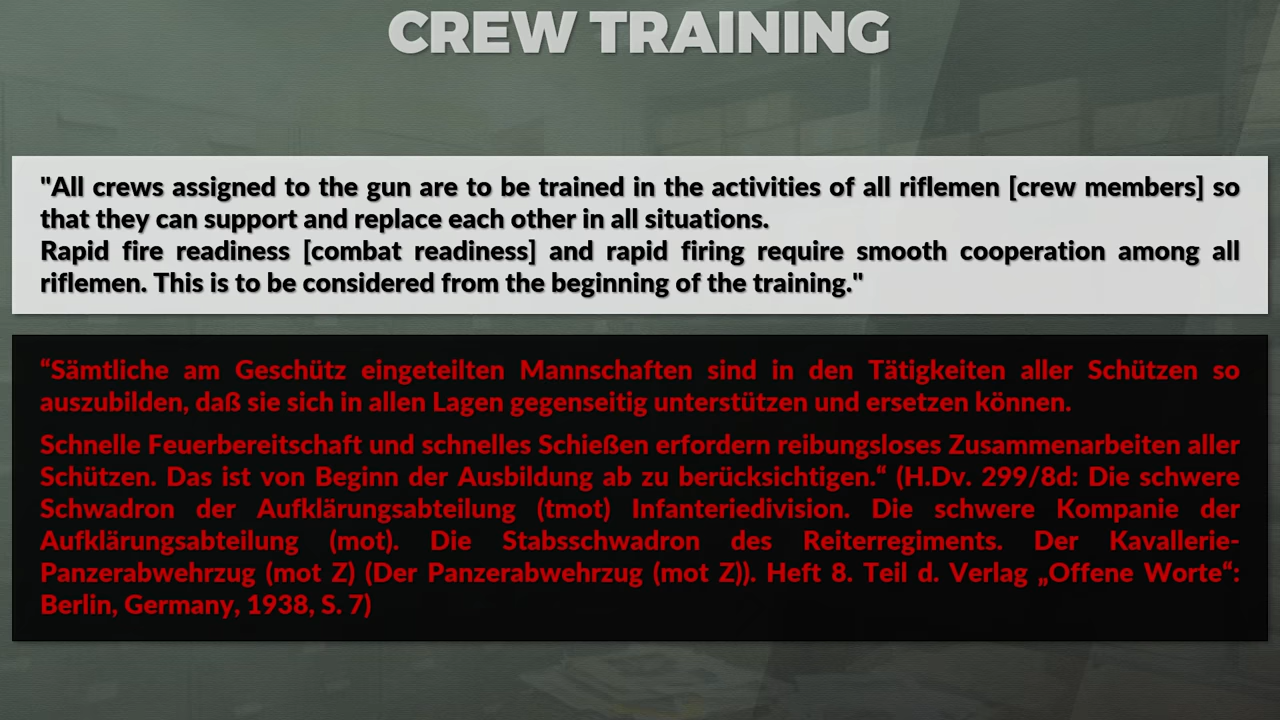 CREW TRAINING
"All crews assigned to the gun are to be trained in the activities of all riflemen [crew members] so
that they can support and replace each other in all situations.
Rapid fire readiness [combat readiness] and rapid firing require smooth cooperation among all
riflemen. This is to be considered from the beginning of the training."
“Sämtliche am Geschütz eingeteilten Mannschaften sind in den Tätigkeiten aller Schützen so
auszubilden, daß sie sich in allen Lagen gegenseitig unterstützen und ersetzen können.
Schnelle Feuerbereitschaft und schnelles Schießen erfordern reibungsloses Zusammenarbeiten aller
Schützen. Das ist von Beginn der Ausbildung ab zu berücksichtigen.“ (H.Dv. 299/8d: Die schwere
Schwadron der Aufklärungsabteilung (tmot) Infanteriedivision. Die schwere Kompanie der
Aufklärungsabteilung (mot). Die Stabsschwadron des Reiterregiments. Der Kavallerie-
Panzerabwehrzug (mot Z) (Der Panzerabwehrzug (mot Z)). Heft 8. Teil d. Verlag „Offene Worte“:
Berlin, Germany, 1938, S. 7)